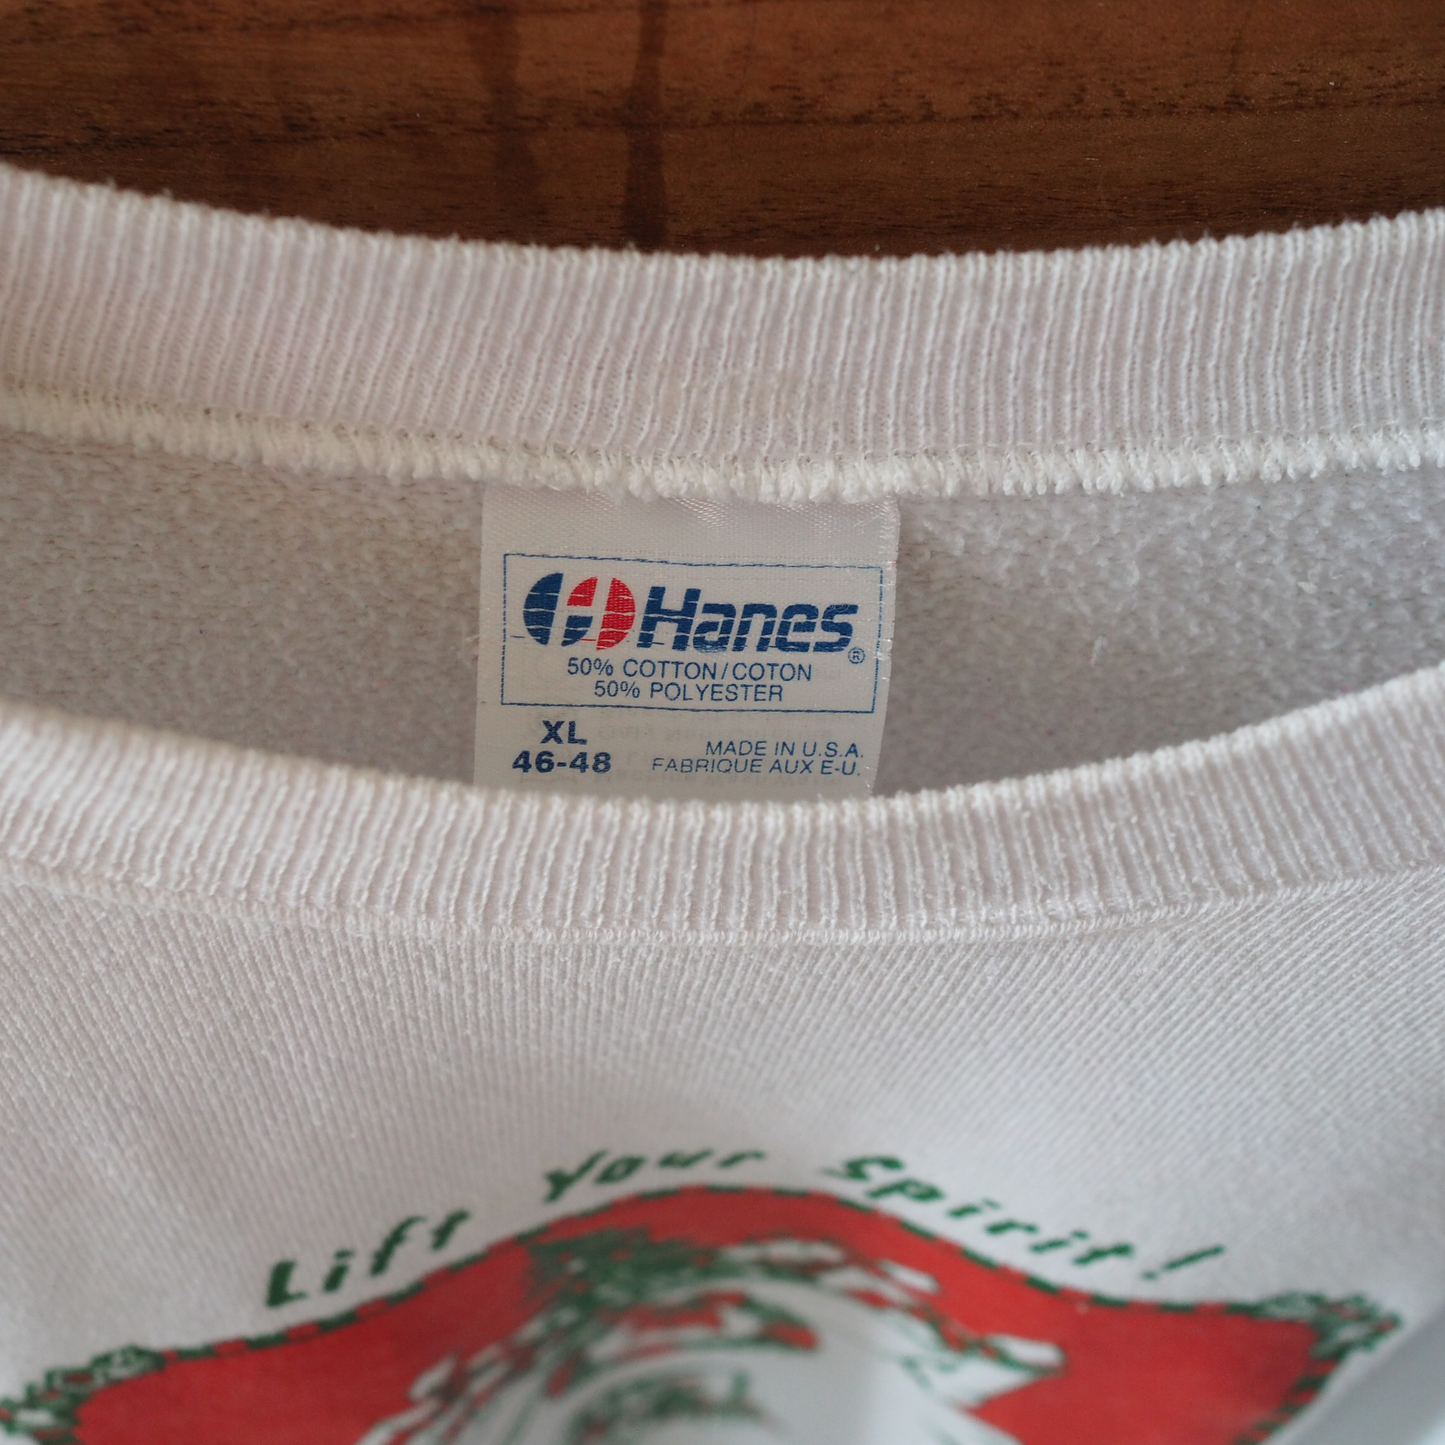 Hanes®
50% COTTON/COTON
50% POLYESTER
XL
46-48
MADE IN U.S.A.
FABRIQUE AUX E-U.
Lift Your Spirit!